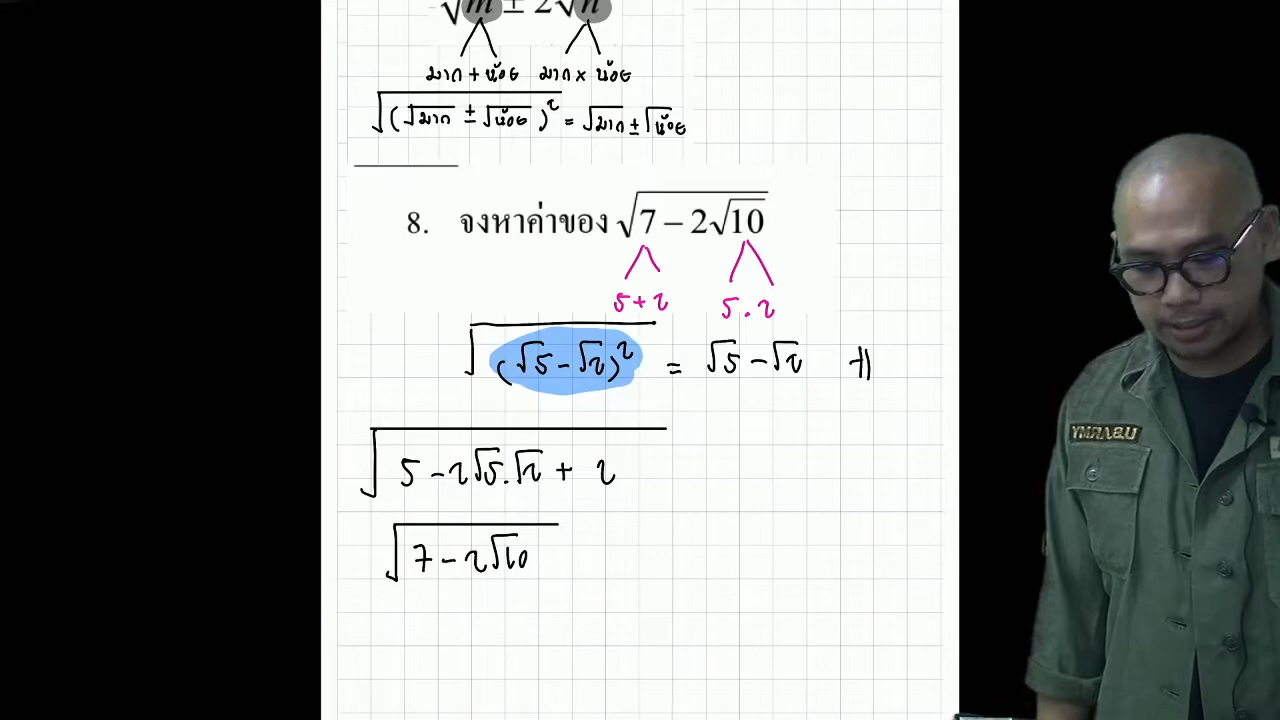 √m ± 2√n
มาก + น้อย มาก × น้อย
√(√มาก ± √น้อย)² = √มาก ± √น้อย
8. จงหาค่าของ √7 − 2√10
5 + 2 5 . 2
√(√5 − √2)² = √5 − √2 #
√5 − 2√5.√2 + 2
√7 − 2√10
U.S.ARMY